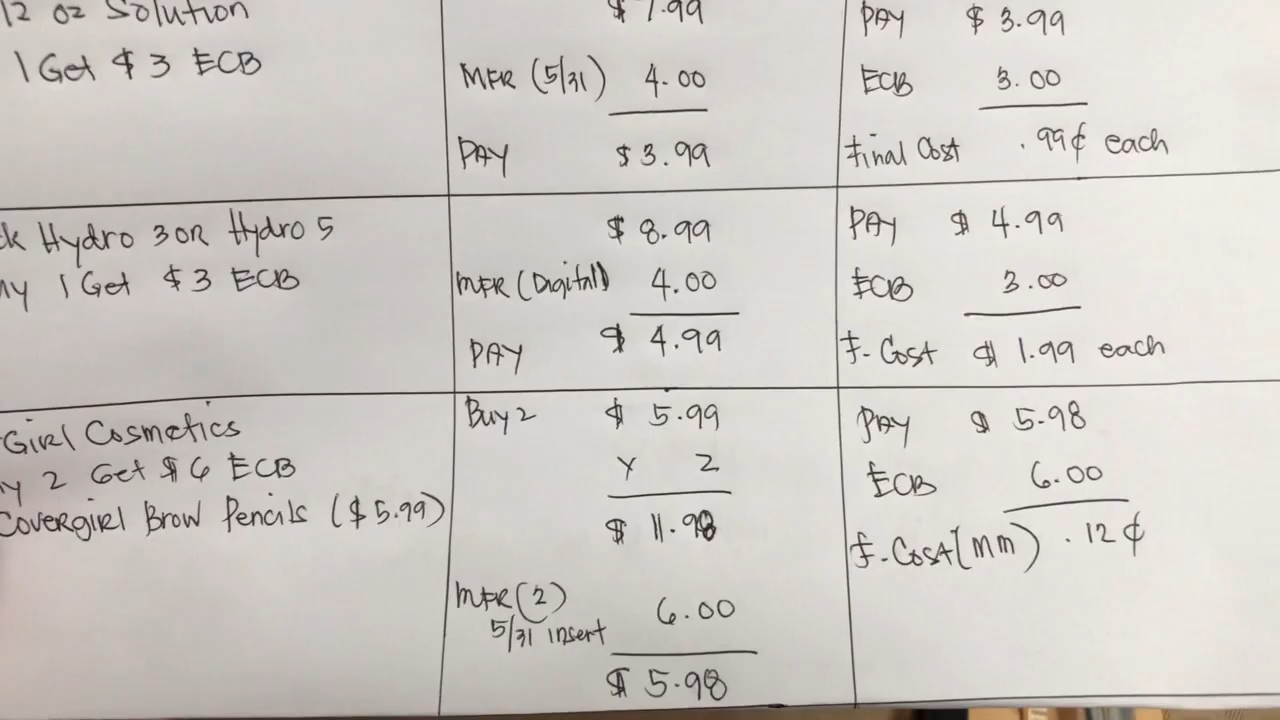 12 oz Solution
1 Get $ 3 ECB
$ 7.99
MFR (5/31) 4.00
PAY $ 3.99
PAY $ 3.99
ECB 3.00
Final Cost .99¢ each
Hydro 3 OR Hydro 5
1 Get $ 3 ECB
$ 8.99
MFR (Digital) 4.00
PAY $ 4.99
PAY $ 4.99
ECB 3.00
F. Cost $ 1.99 each
Girl Cosmetics
2 Get $ 6 ECB
Covergirl Brow Pencils ($ 5.99)
Buy 2 $ 5.99
x 2
$ 11.98
MFR (2) 6.00
5/31 insert
$ 5.98
PAY $ 5.98
ECB 6.00
F. Cost (MM) .12 ¢